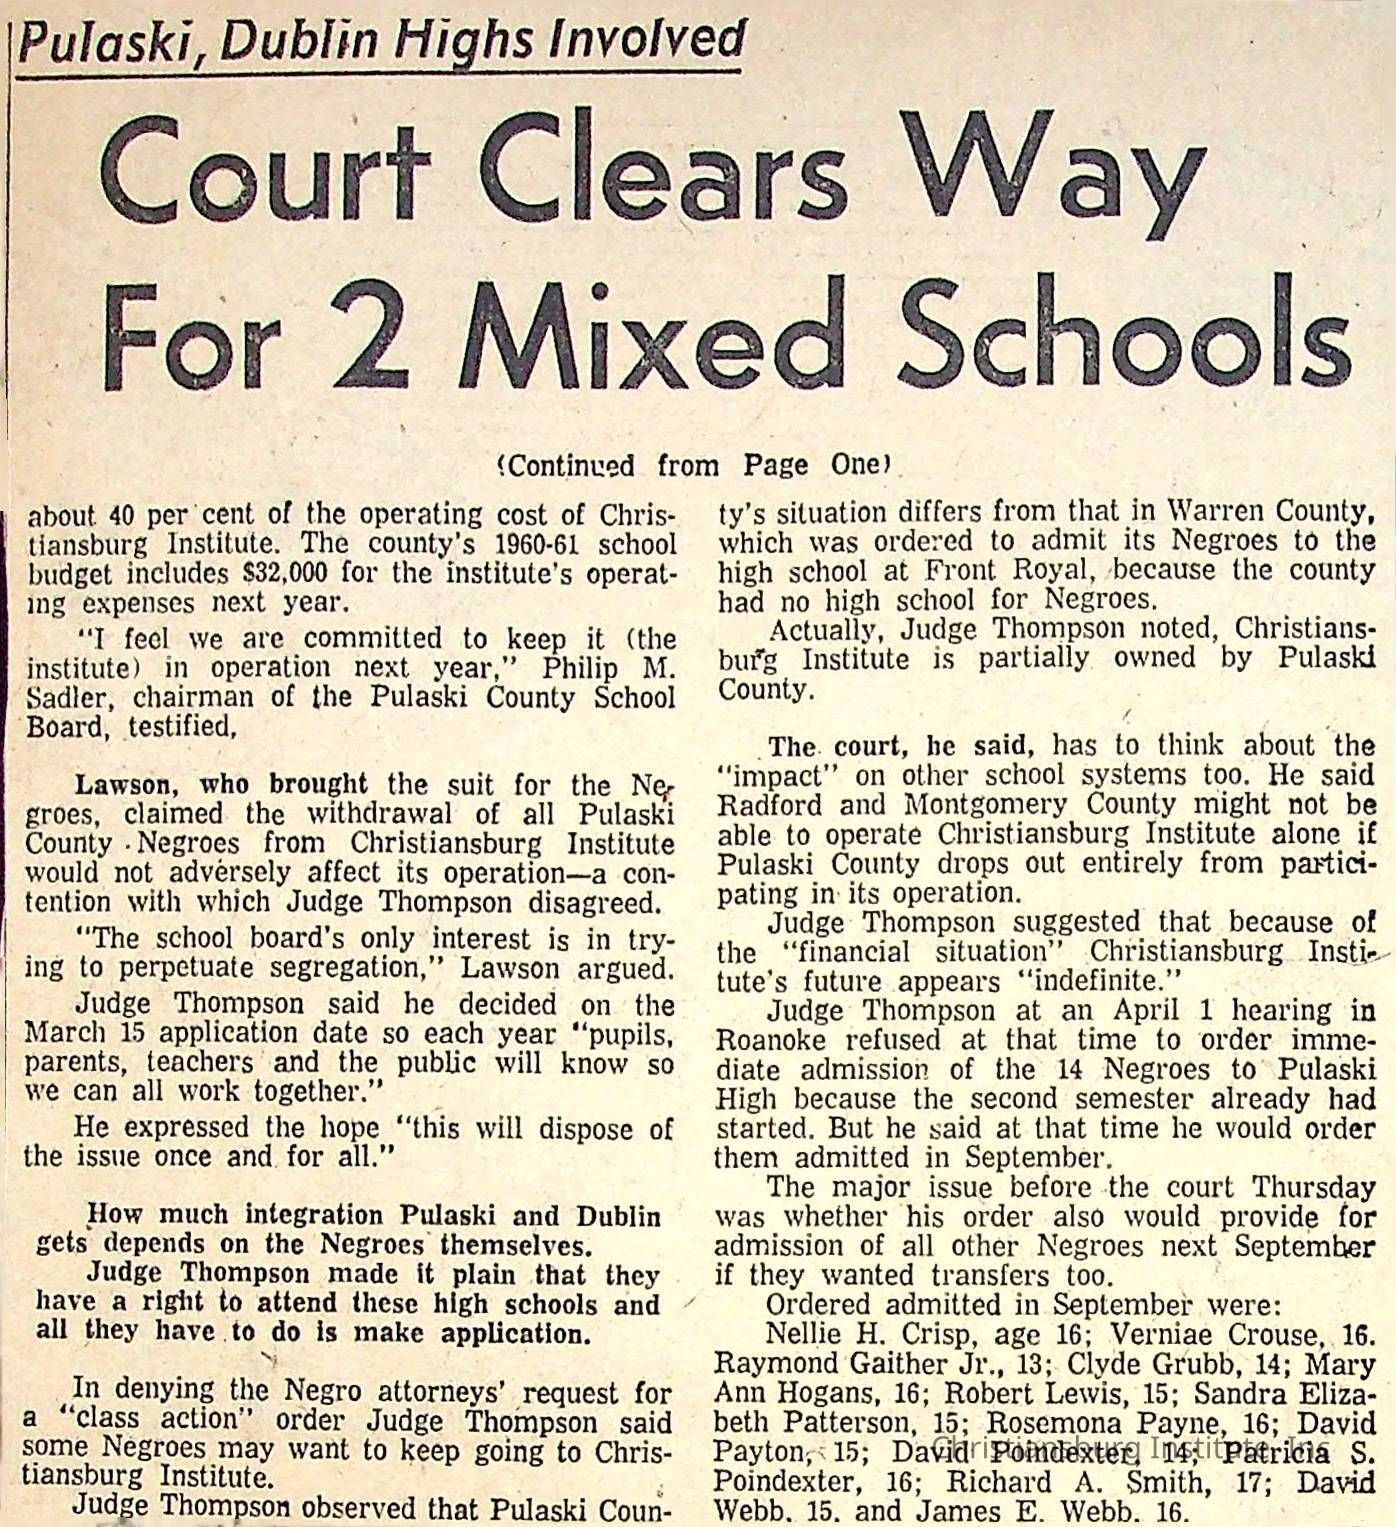 Pulaski, Dublin Highs Involved
Court Clears Way
For 2 Mixed Schools
(Continued from Page One)
about 40 per cent of the operating cost of Chris-
tiansburg Institute. The county's 1960-61 school
budget includes $32,000 for the institute's operat-
ing expenses next year.
"I feel we are committed to keep it (the
institute) in operation next year," Philip M.
Sadler, chairman of the Pulaski County School
Board, testified,
Lawson, who brought the suit for the Ne-
groes, claimed the withdrawal of all Pulaski
County Negroes from Christiansburg Institute
would not adversely affect its operation—a con-
tention with which Judge Thompson disagreed.
"The school board's only interest is in try-
ing to perpetuate segregation," Lawson argued.
Judge Thompson said he decided on the
March 15 application date so each year "pupils,
parents, teachers and the public will know so
we can all work together."
He expressed the hope "this will dispose of
the issue once and for all."
How much integration Pulaski and Dublin
gets depends on the Negroes themselves.
Judge Thompson made it plain that they
have a right to attend these high schools and
all they have to do is make application.
In denying the Negro attorneys' request for
a "class action" order Judge Thompson said
some Negroes may want to keep going to Chris-
tiansburg Institute.
Judge Thompson observed that Pulaski Coun-
ty's situation differs from that in Warren County,
which was ordered to admit its Negroes to the
high school at Front Royal, because the county
had no high school for Negroes.
Actually, Judge Thompson noted, Christians-
burg Institute is partially owned by Pulaski
County.
The court, he said, has to think about the
"impact" on other school systems too. He said
Radford and Montgomery County might not be
able to operate Christiansburg Institute alone if
Pulaski County drops out entirely from partici-
pating in its operation.
Judge Thompson suggested that because of
the "financial situation" Christiansburg Insti-
tute's future appears "indefinite."
Judge Thompson at an April 1 hearing in
Roanoke refused at that time to order imme-
diate admission of the 14 Negroes to Pulaski
High because the second semester already had
started. But he said at that time he would order
them admitted in September.
The major issue before the court Thursday
was whether his order also would provide for
admission of all other Negroes next September
if they wanted transfers too.
Ordered admitted in September were:
Nellie H. Crisp, age 16; Verniae Crouse, 16.
Raymond Gaither Jr., 13; Clyde Grubb, 14; Mary
Ann Hogans, 16; Robert Lewis, 15; Sandra Eliza-
beth Patterson, 15; Rosemona Payne, 16; David
Payton, 15; David Poindexter, 14; Patricia S.
Poindexter, 16; Richard A. Smith, 17; David
Webb, 15, and James E. Webb, 16.
Christiansburg Institute, Inc